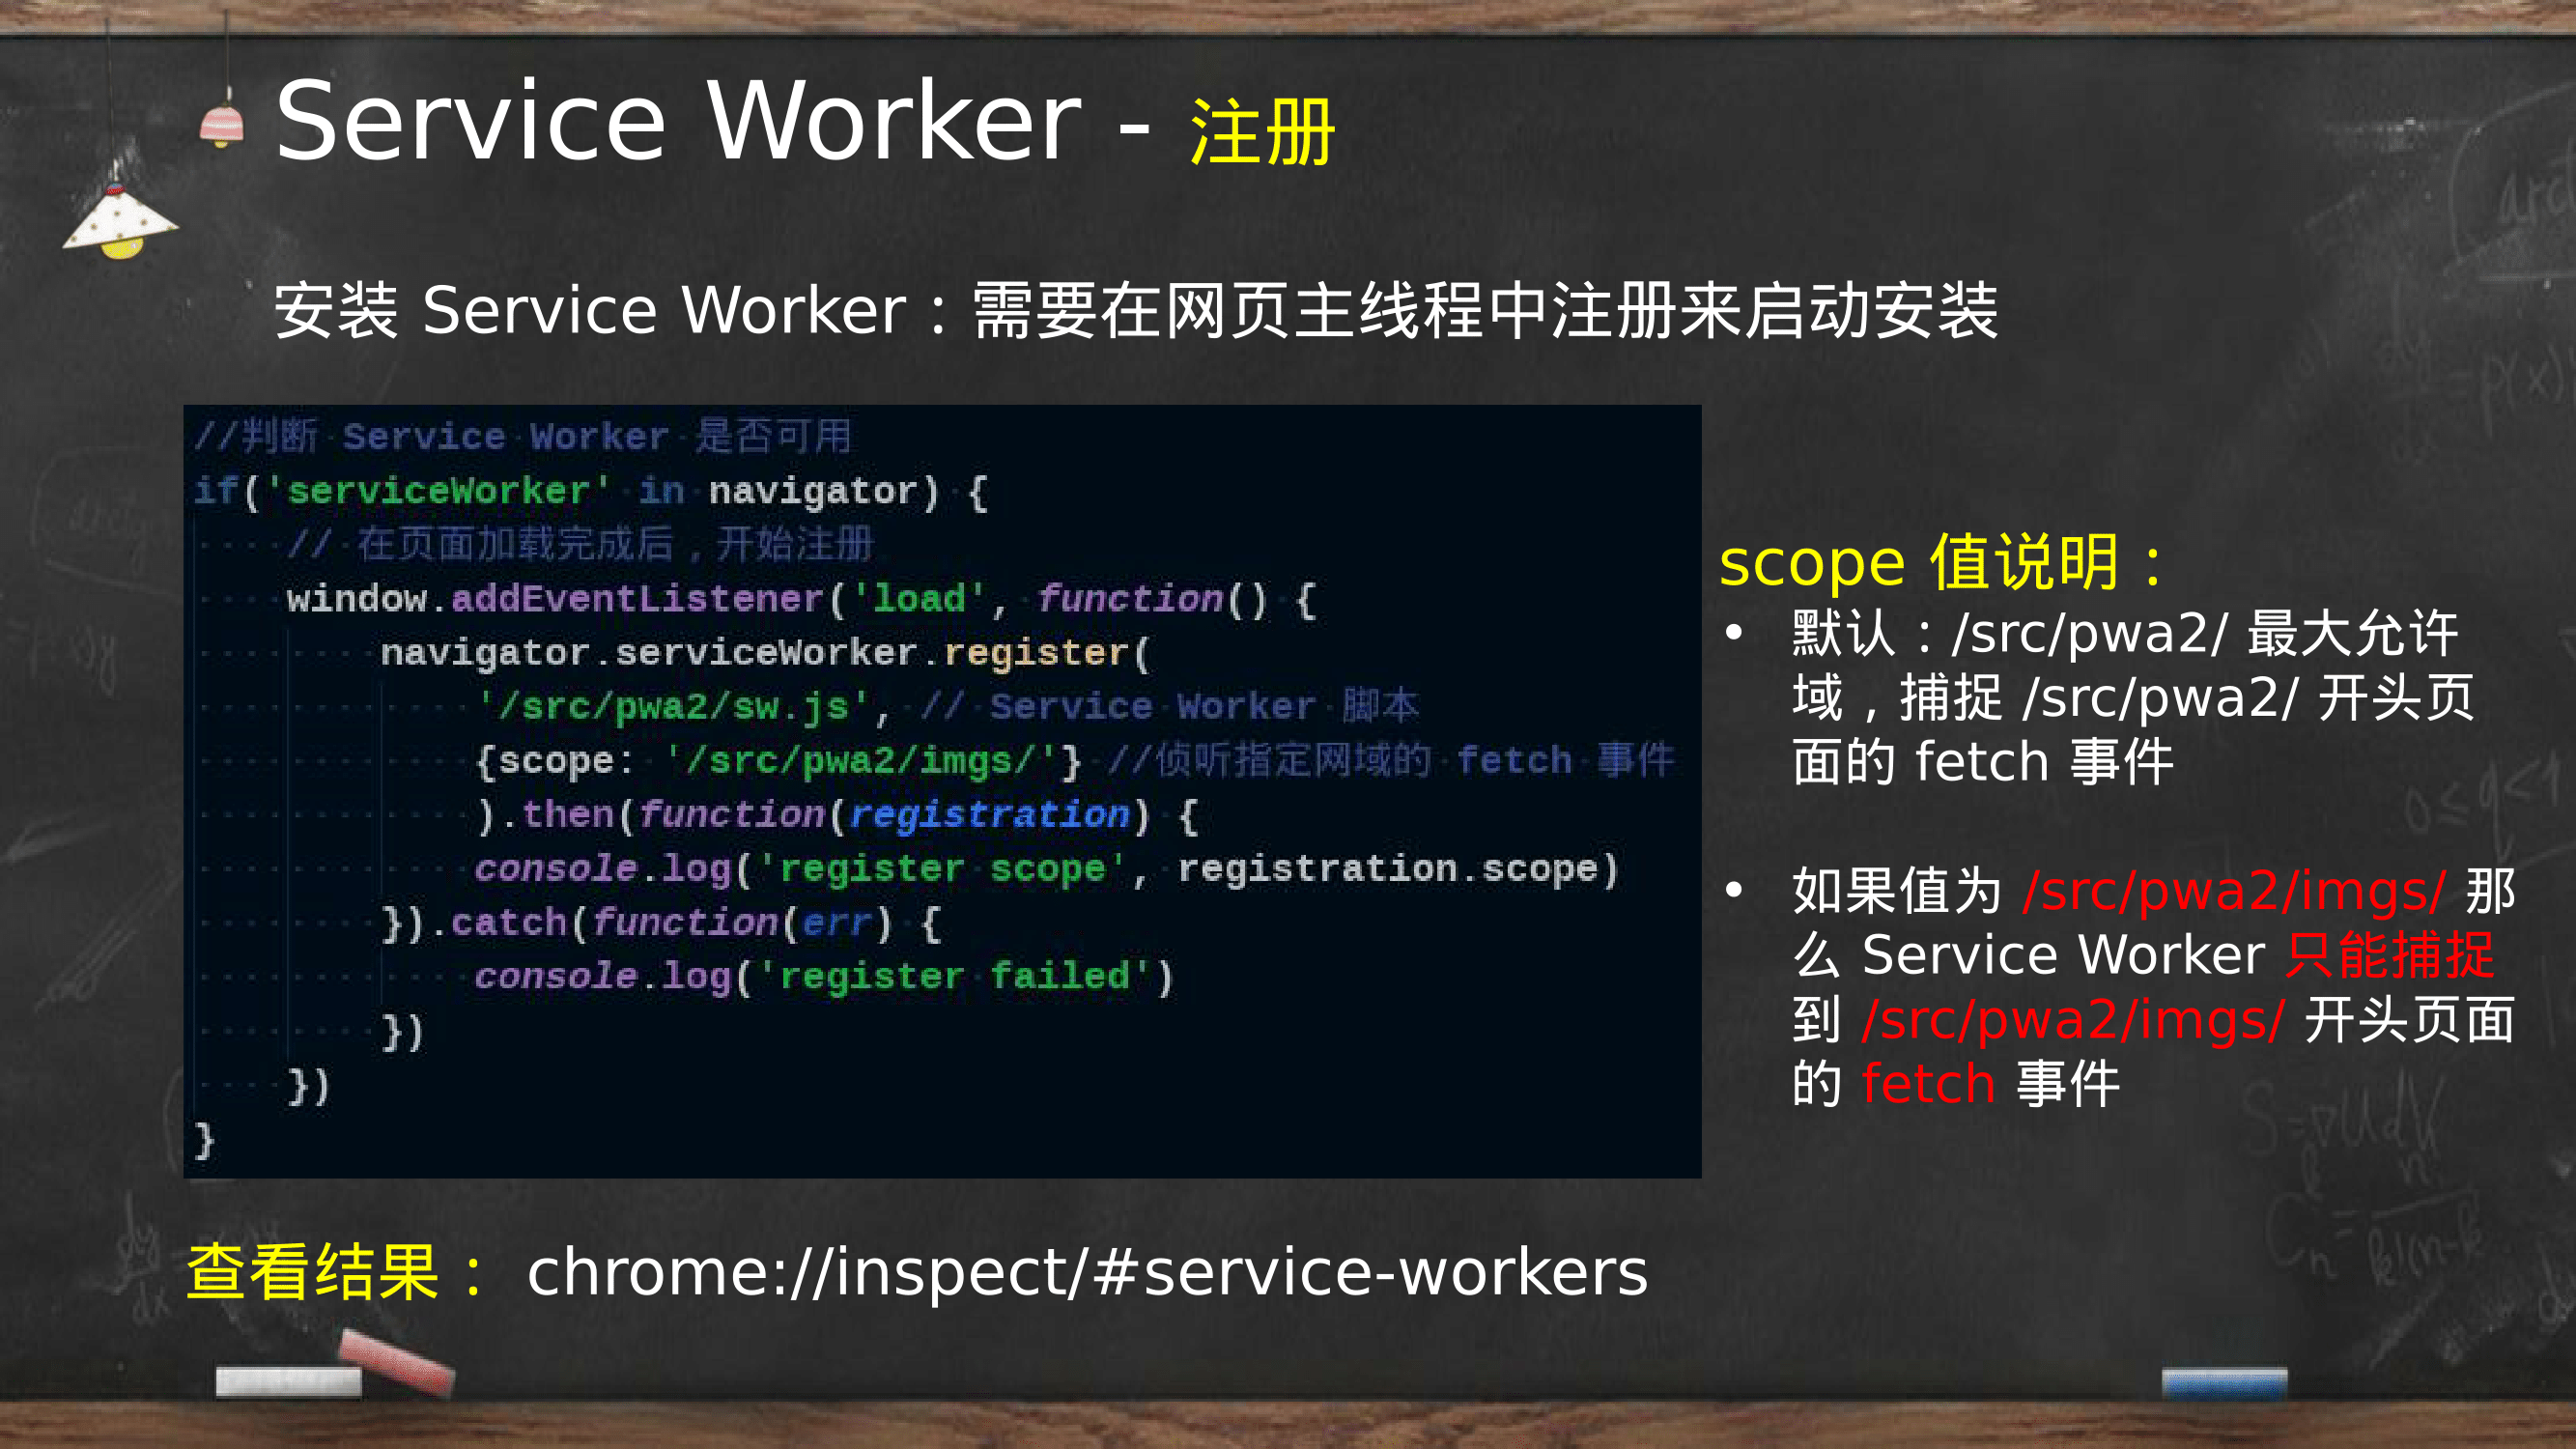 Service Worker - 注册
安装 Service Worker：需要在网页主线程中注册来启动安装
//判断 Service Worker 是否可用
if('serviceWorker' in navigator) {
    // 在页面加载完成后，开始注册
    window.addEventListener('load', function() {
        navigator.serviceWorker.register(
            '/src/pwa2/sw.js', // Service Worker 脚本
            {scope: '/src/pwa2/imgs/'} //侦听指定网域的 fetch 事件
            ).then(function(registration) {
            console.log('register scope', registration.scope)
        }).catch(function(err) {
            console.log('register failed')
        })
    })
}
scope 值说明：
• 默认：/src/pwa2/ 最大允许
域，捕捉 /src/pwa2/ 开头页
面的 fetch 事件
• 如果值为 /src/pwa2/imgs/ 那
么 Service Worker 只能捕捉
到 /src/pwa2/imgs/ 开头页面
的 fetch 事件
查看结果： chrome://inspect/#service-workers